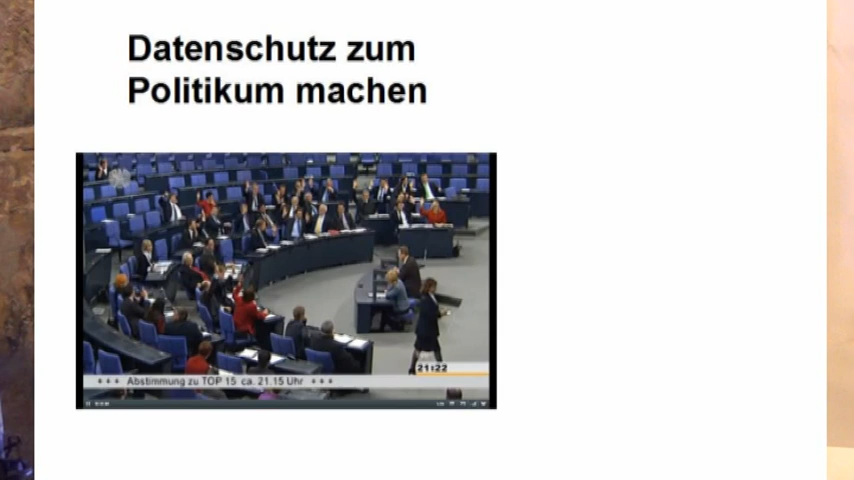 Datenschutz zum
Politikum machen
21:22
+++ Abstimmung zu TOP 15 ca. 21.15 Uhr +++